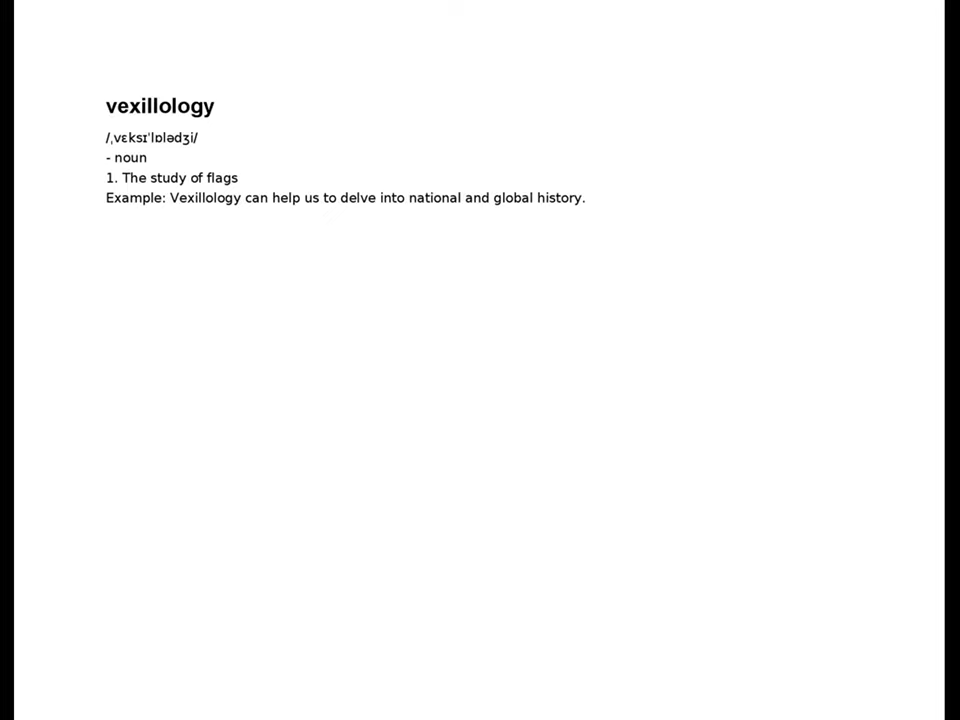 vexillology
/ˌvɛksɪˈlɒlədʒi/
- noun
1. The study of flags
Example: Vexillology can help us to delve into national and global history.